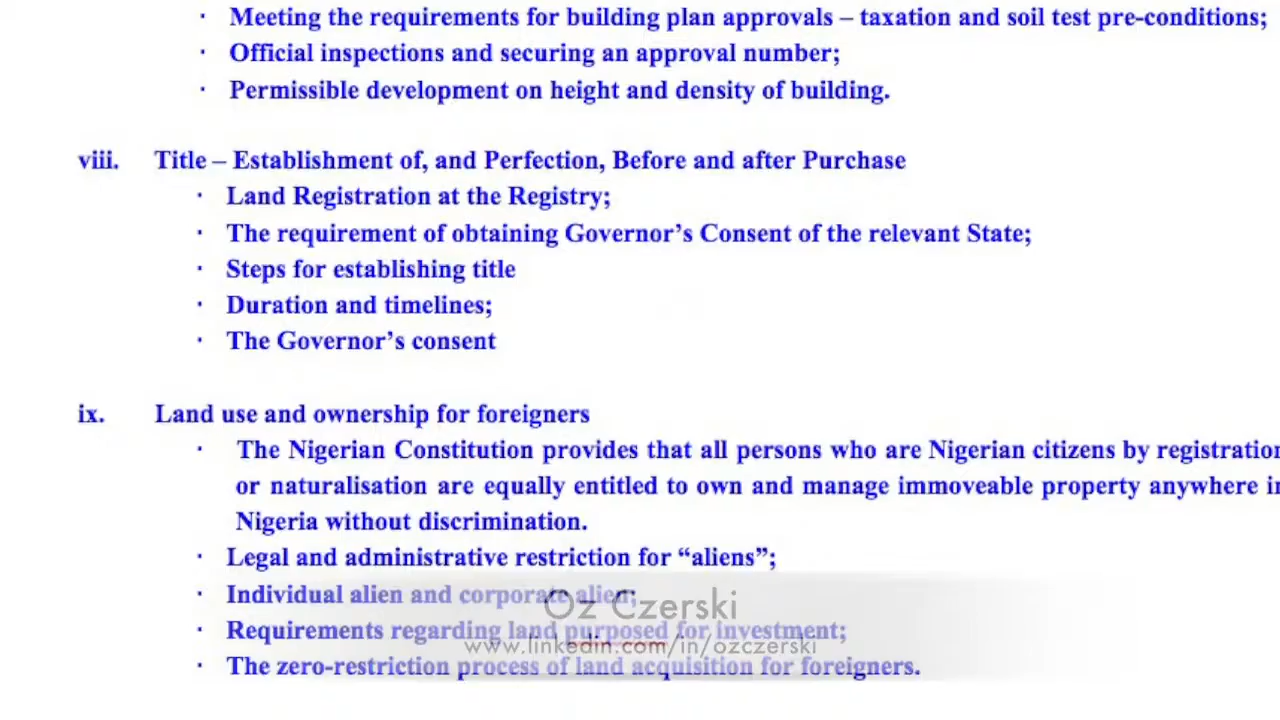 · Meeting the requirements for building plan approvals – taxation and soil test pre-conditions;
· Official inspections and securing an approval number;
· Permissible development on height and density of building.
viii. Title – Establishment of, and Perfection, Before and after Purchase
· Land Registration at the Registry;
· The requirement of obtaining Governor’s Consent of the relevant State;
· Steps for establishing title
· Duration and timelines;
· The Governor’s consent
ix. Land use and ownership for foreigners
· The Nigerian Constitution provides that all persons who are Nigerian citizens by registration
or naturalisation are equally entitled to own and manage immoveable property anywhere in
Nigeria without discrimination.
· Legal and administrative restriction for “aliens”;
· Individual alien and corporate alien;
Oz Czerski
· Requirements regarding land purposed for investment;
www.linkedin.com/in/ozczerski
· The zero-restriction process of land acquisition for foreigners.